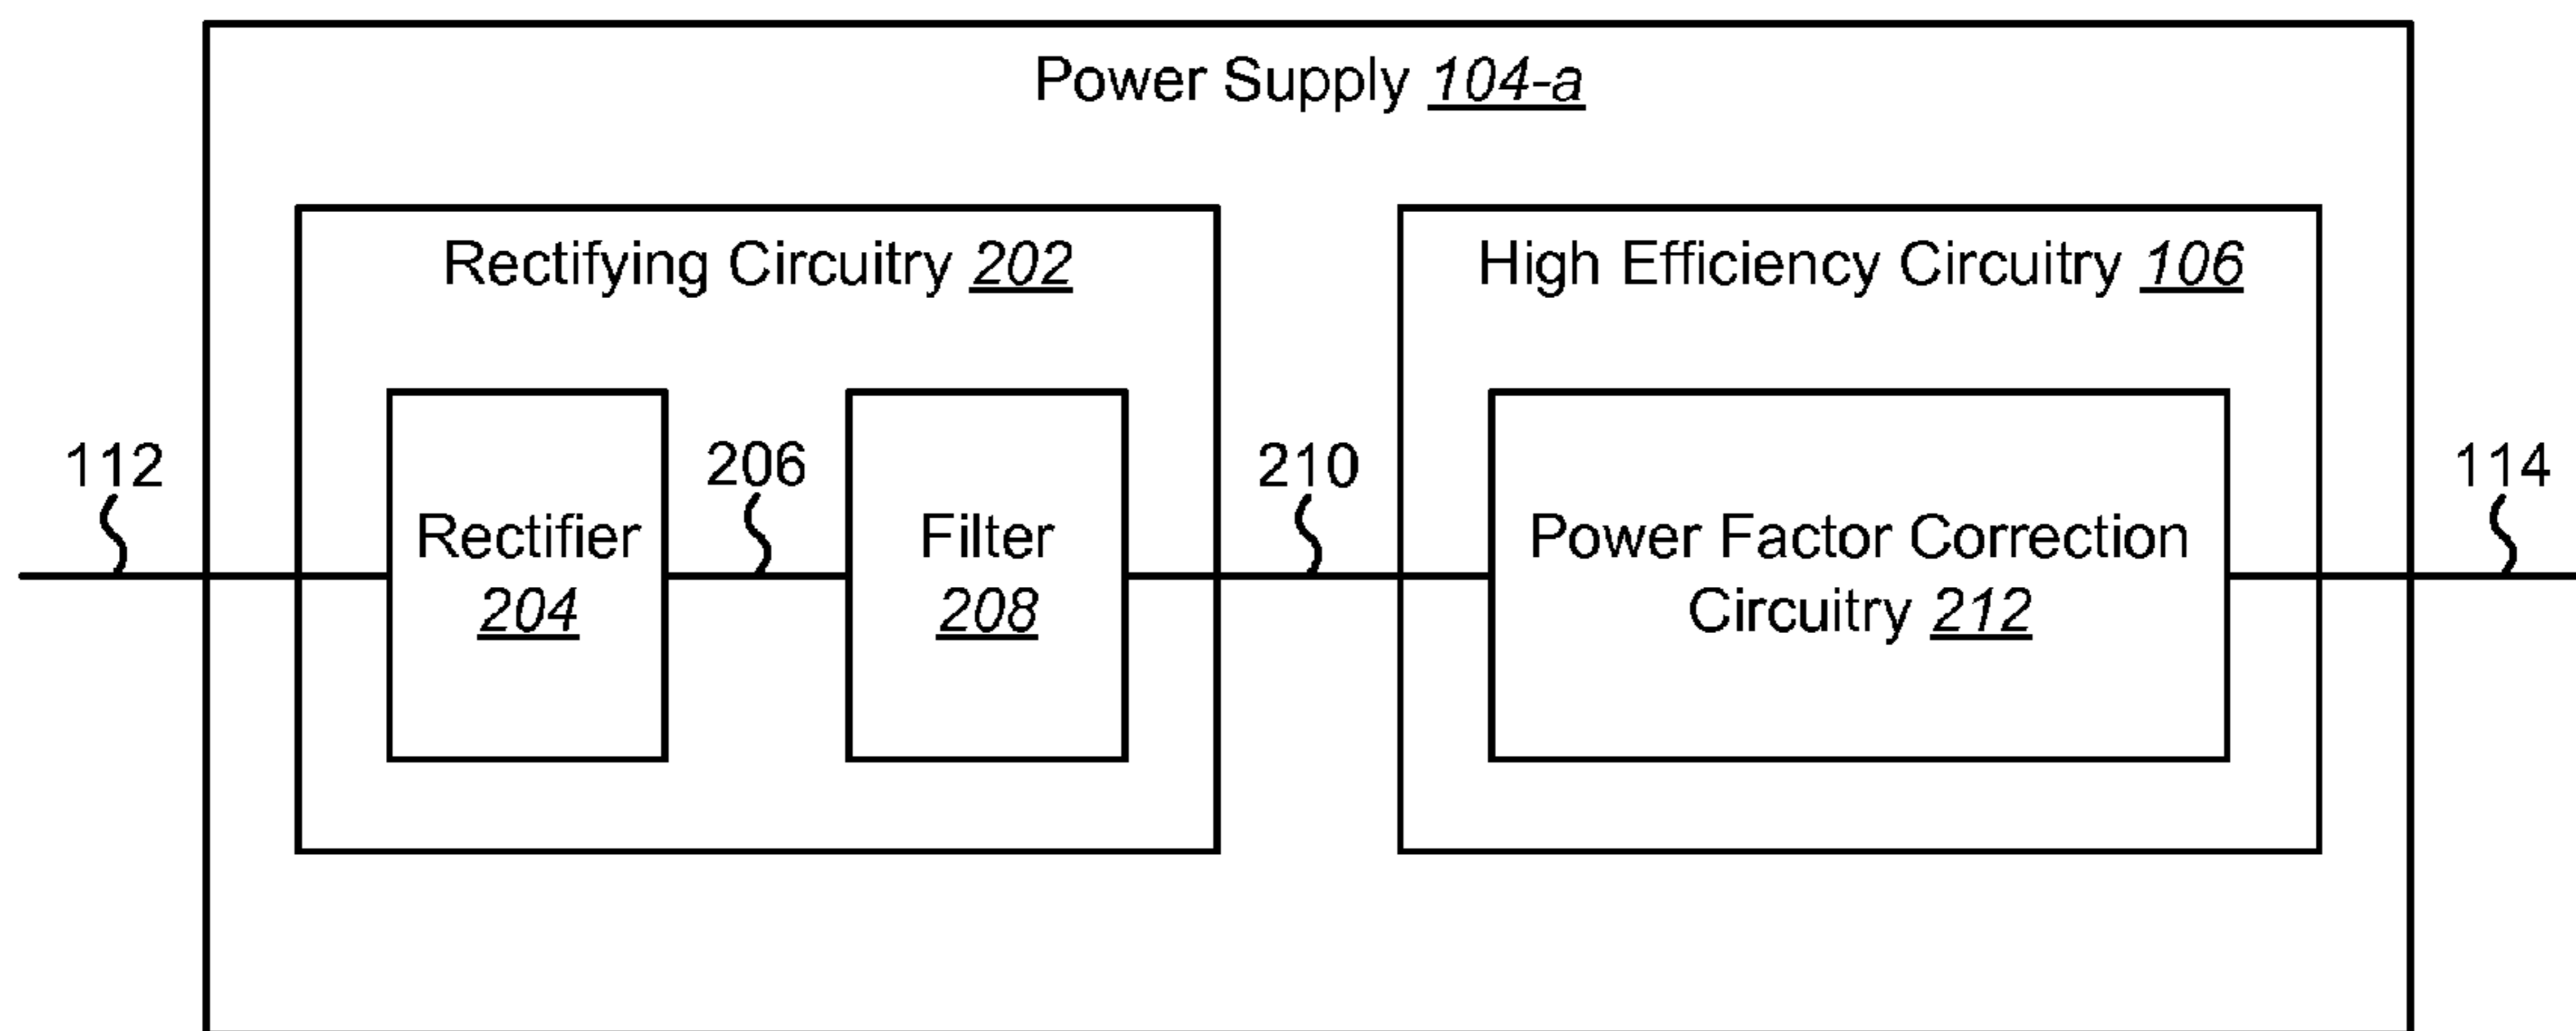 Power Supply 104-a
Rectifying Circuitry 202
High Efficiency Circuitry 106
112
206
210
114
Rectifier
204
Filter
208
Power Factor Correction
Circuitry 212